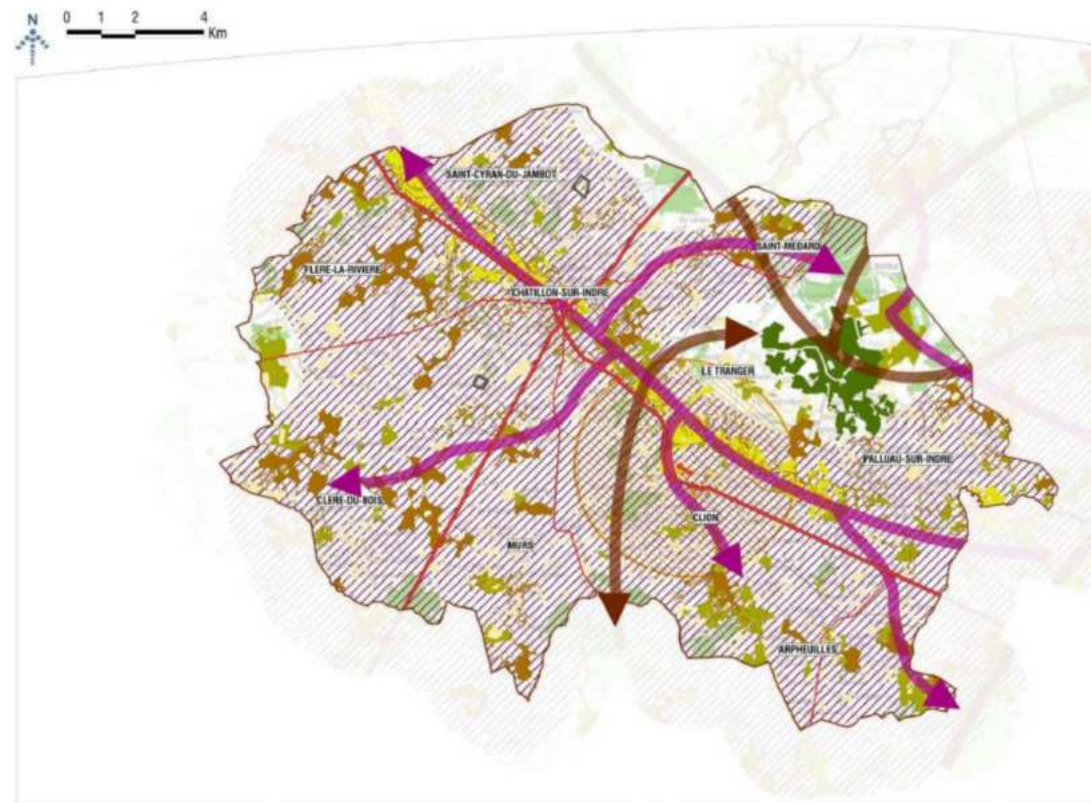 N
0 1 2 4
Km
SAINT-CYRAN-DU-JAMBOT
SAINT-MEDARD
FLERE-LA-RIVIERE
CHATILLON-SUR-INDRE
LE TRANGER
PALLUAU-SUR-INDRE
CLERE-DU-BOIS
CLION
MURS
ARPHEUILLES